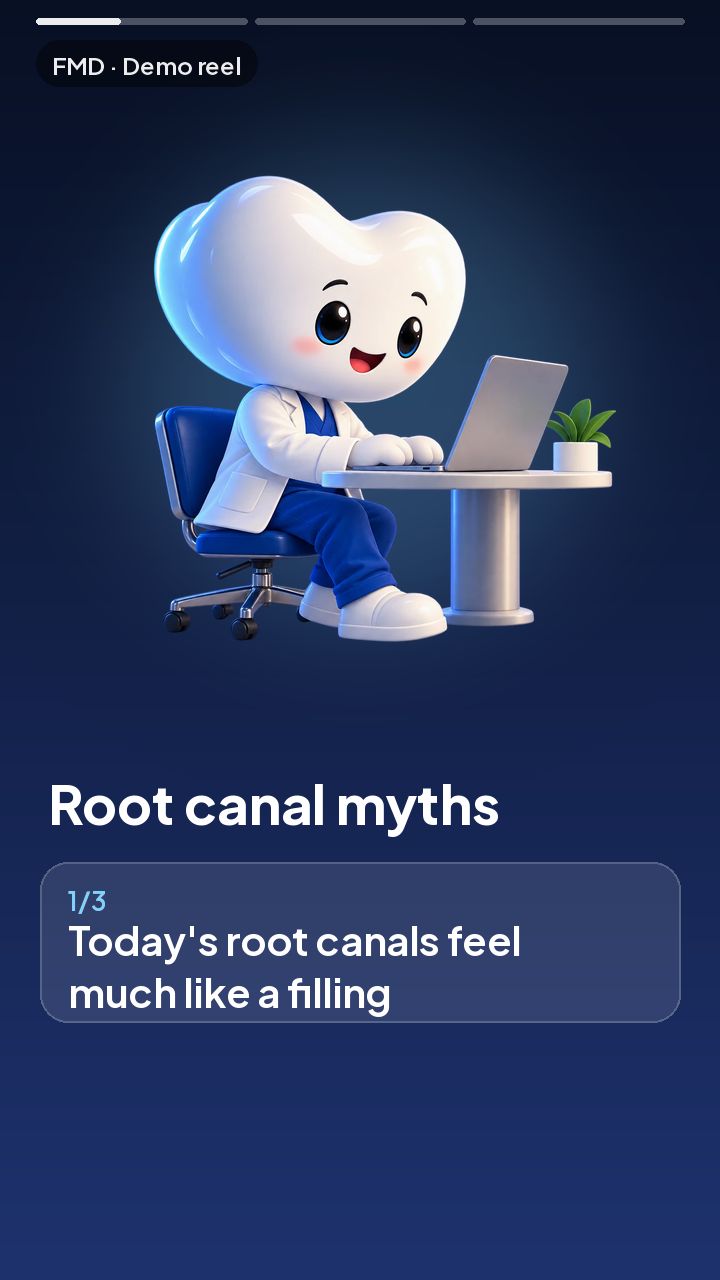 FMD · Demo reel
Root canal myths
1/3
Today's root canals feel
much like a filling